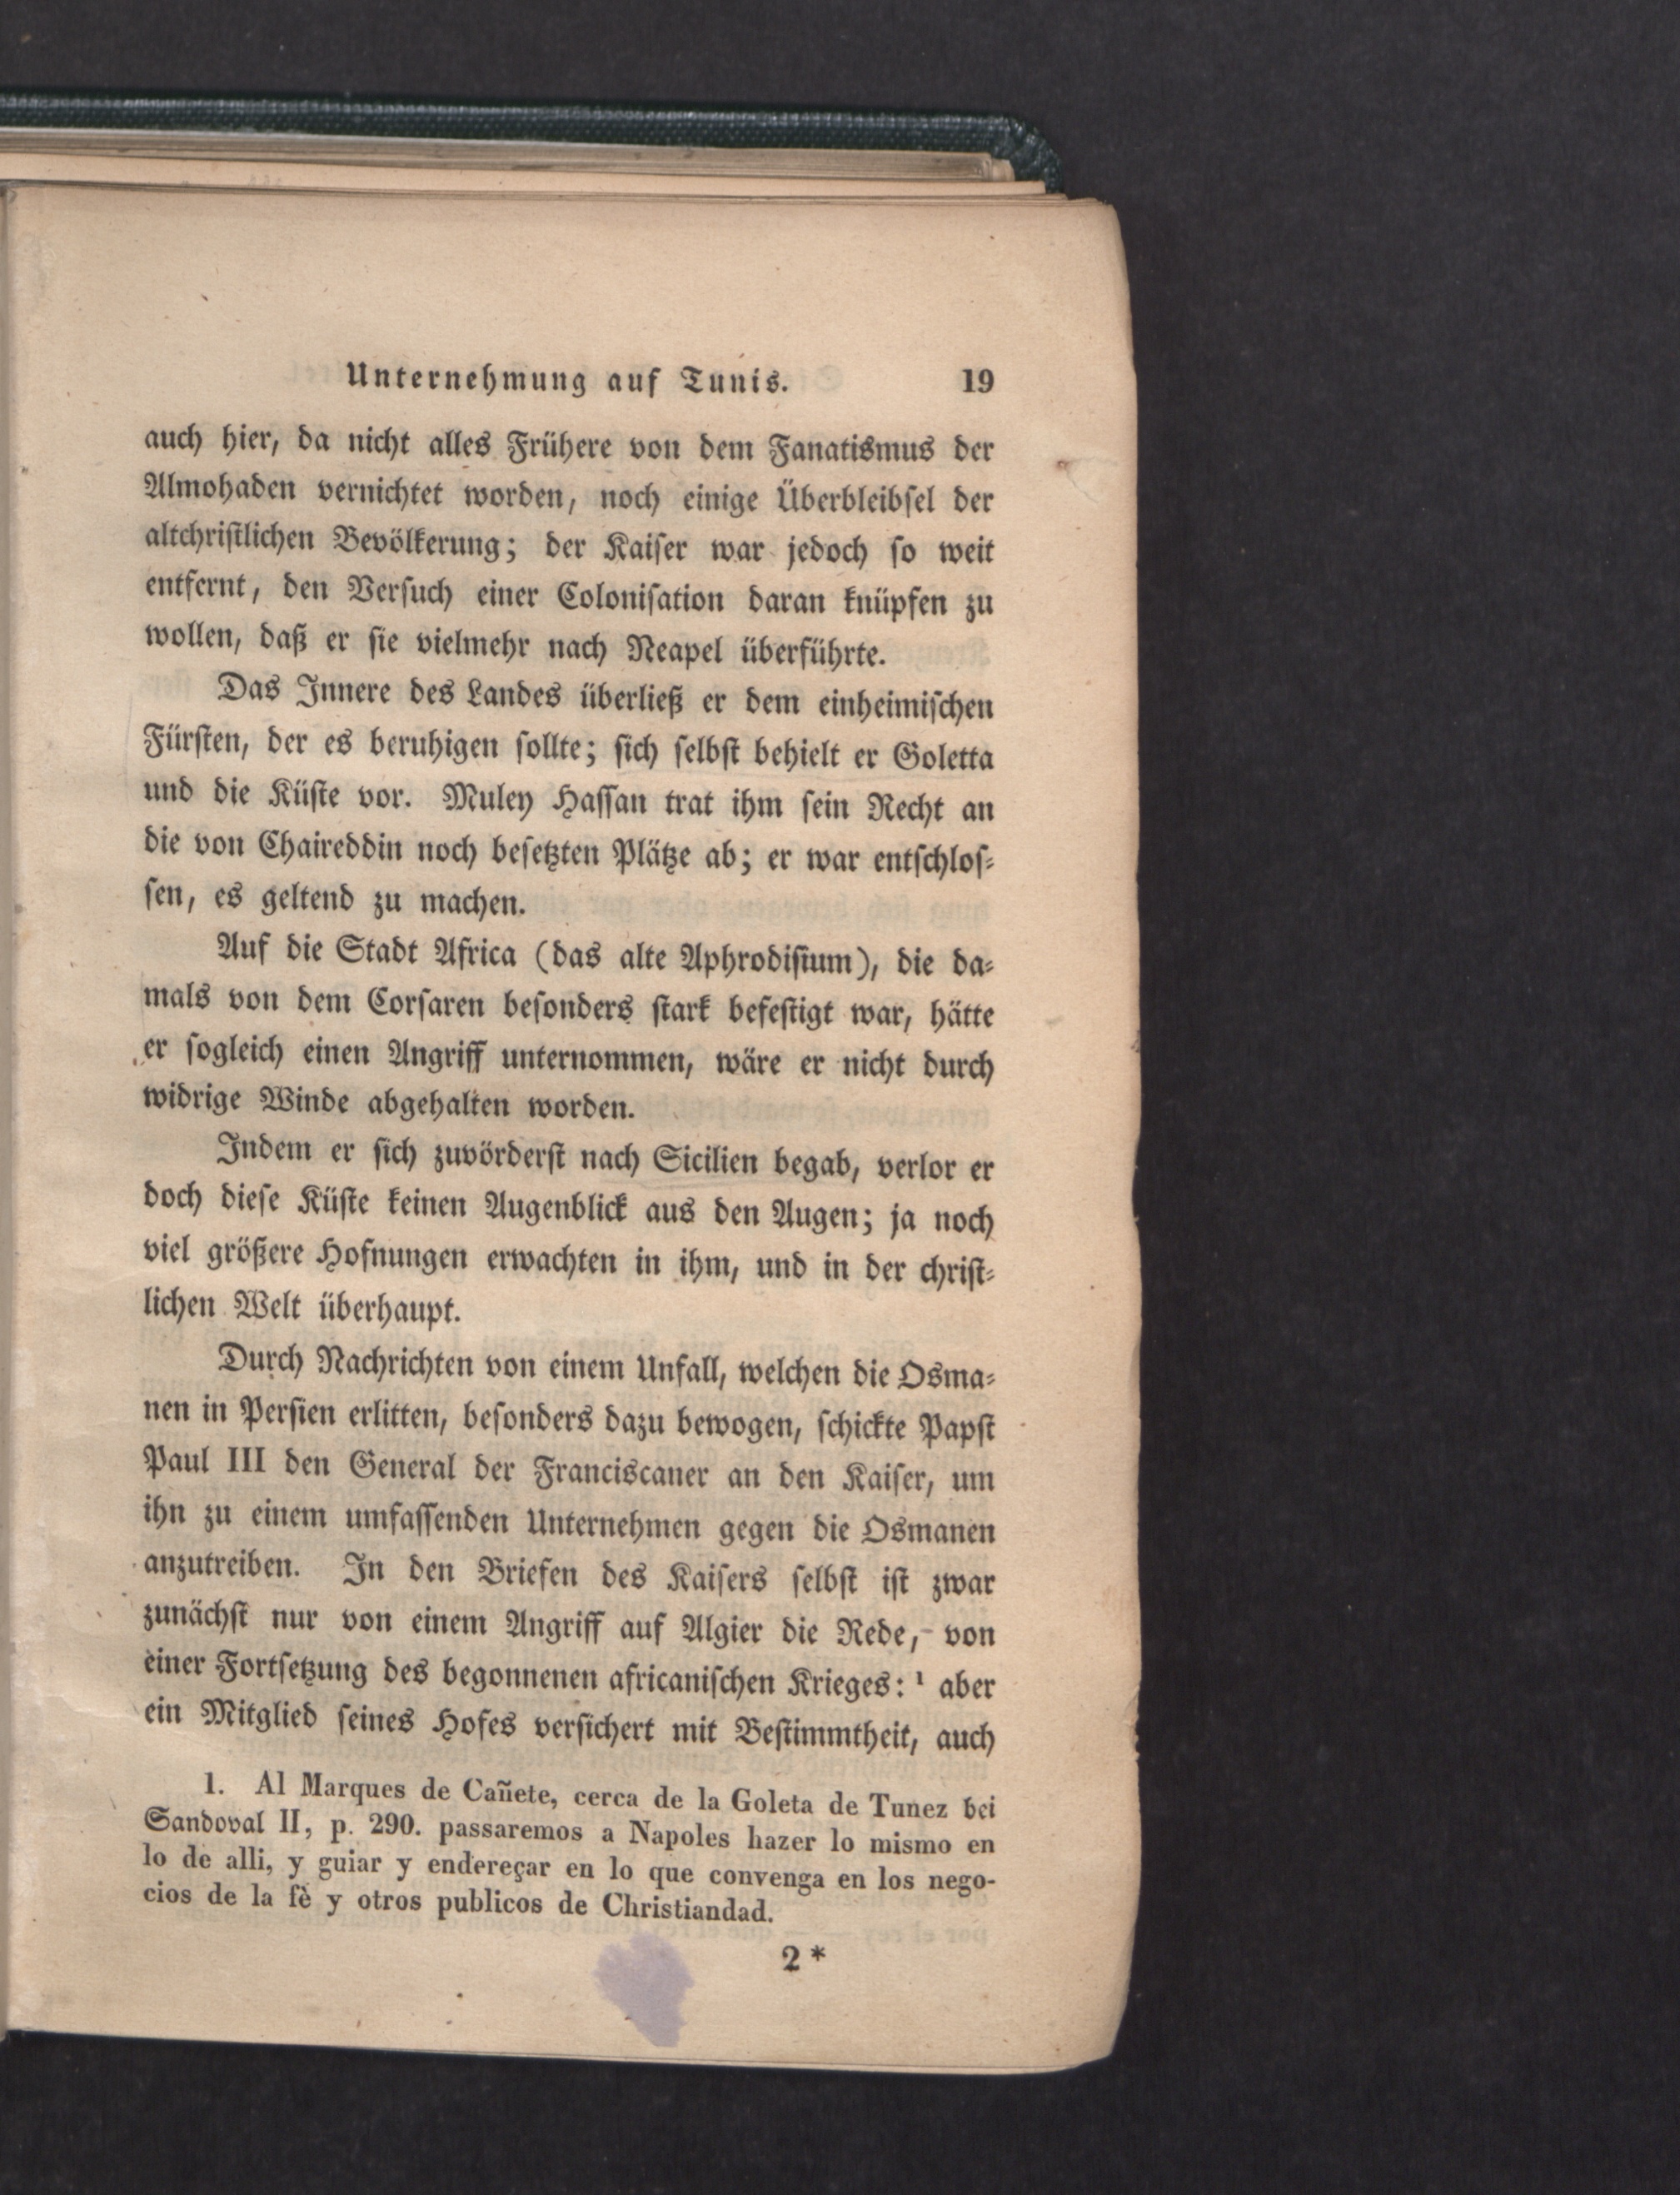 Unternehmung auf Tunis. 19
auch hier, da nicht alles Frühere von dem Fanatismus der
Almohaden vernichtet worden, noch einige Überbleibsel der
altchristlichen Bevölkerung; der Kaiser war jedoch so weit
entfernt, den Versuch einer Colonisation daran knüpfen zu
wollen, daß er sie vielmehr nach Neapel überführte.
Das Innere des Landes überließ er dem einheimischen
Fürsten, der es beruhigen sollte; sich selbst behielt er Goletta
und die Küste vor. Muley Hassan trat ihm sein Recht an
die von Chaireddin noch besetzten Plätze ab; er war entschlos-
sen, es geltend zu machen.
Auf die Stadt Africa (das alte Aphrodisium), die da-
mals von dem Corsaren besonders stark befestigt war, hätte
er sogleich einen Angriff unternommen, wäre er nicht durch
widrige Winde abgehalten worden.
Indem er sich zuvörderst nach Sicilien begab, verlor er
doch diese Küste keinen Augenblick aus den Augen; ja noch
viel größere Hofnungen erwachten in ihm, und in der christ-
lichen Welt überhaupt.
Durch Nachrichten von einem Unfall, welchen die Osma-
nen in Persien erlitten, besonders dazu bewogen, schickte Papst
Paul III den General der Franciscaner an den Kaiser, um
ihn zu einem umfassenden Unternehmen gegen die Osmanen
anzutreiben. In den Briefen des Kaisers selbst ist zwar
zunächst nur von einem Angriff auf Algier die Rede, von
einer Fortsetzung des begonnenen africanischen Krieges: ¹ aber
ein Mitglied seines Hofes versichert mit Bestimmtheit, auch
1. Al Marques de Cañete, cerca de la Goleta de Tunez bei
Sandoval II, p. 290. passaremos a Napoles hazer lo mismo en
lo de alli, y guiar y endereçar en lo que convenga en los nego-
cios de la fè y otros publicos de Christiandad.
2 *